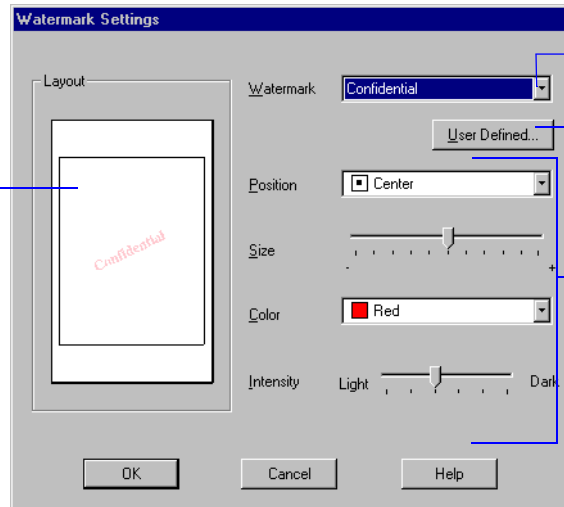 Watermark Settings
Layout
Watermark
Confidential
User Defined...
Position
Center
Confidential
Size
- +
Color
Red
Intensity
Light
Dark
OK
Cancel
Help